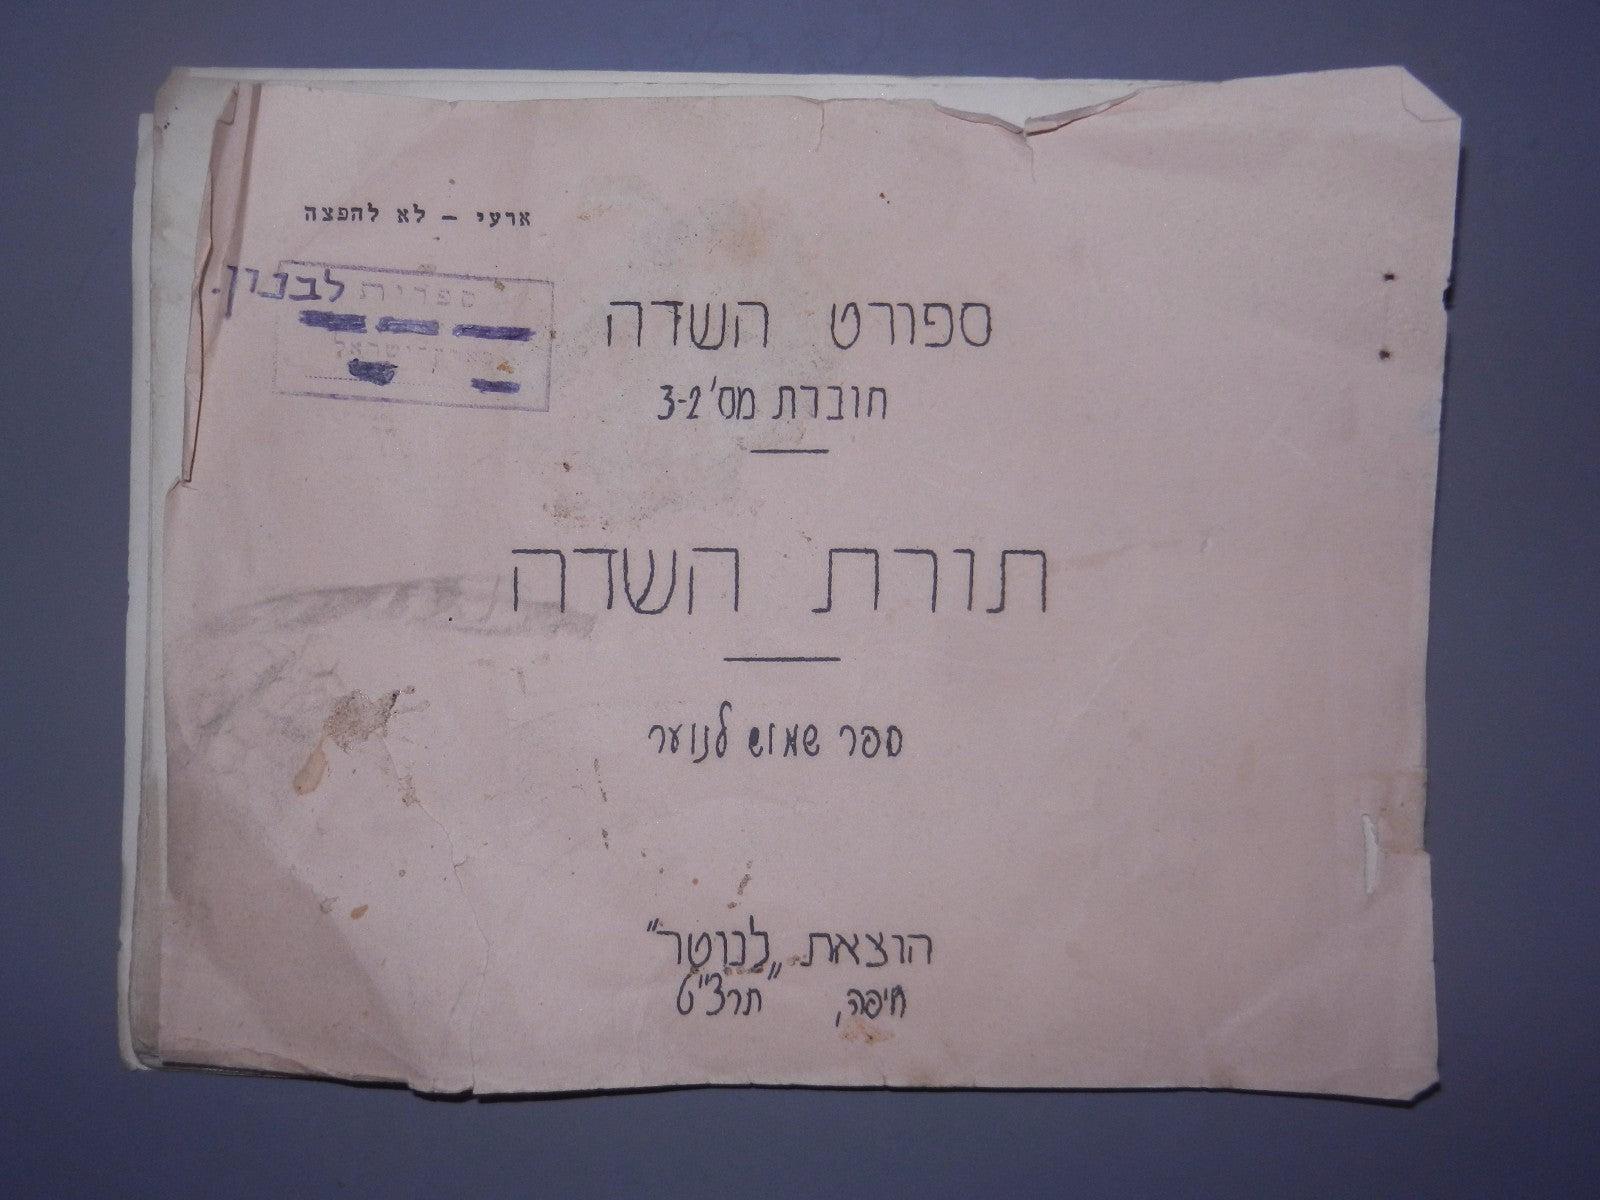 ארעי - לא להפצה
ספרית
לבנון.
ספורט השדה
חוברת מס' 3-2
תורת השדה
ספר שמוש לנוער
הוצאת „לנוטר”
חיפה, תרצ"ט